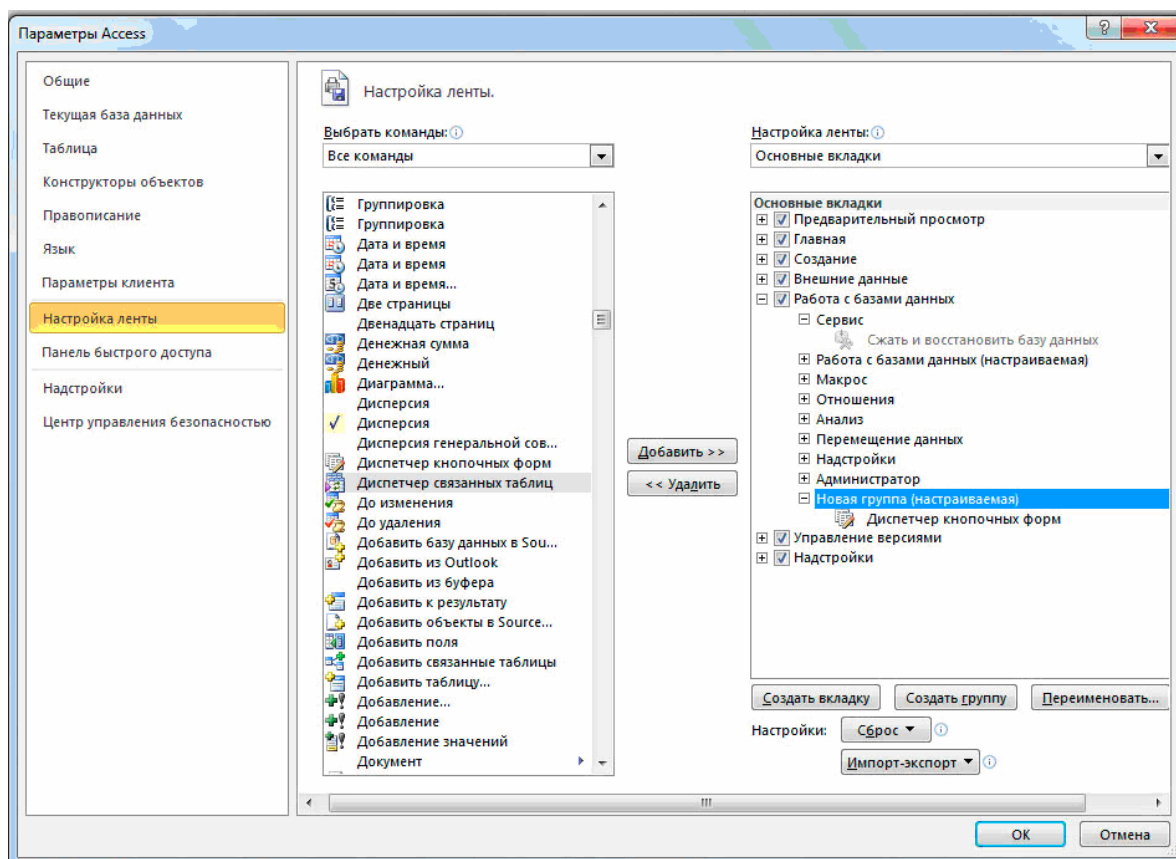 Параметры Access
Общие
Текущая база данных
Таблица
Конструкторы объектов
Правописание
Язык
Параметры клиента
Настройка ленты
Панель быстрого доступа
Надстройки
Центр управления безопасностью
Настройка ленты.
Выбрать команды:
Все команды
Группировка
Группировка
Дата и время
Дата и время
Дата и время...
Две страницы
Двенадцать страниц
Денежная сумма
Денежный
Диаграмма...
Дисперсия
Дисперсия
Дисперсия генеральной сов...
Диспетчер кнопочных форм
Диспетчер связанных таблиц
До изменения
До удаления
Добавить базу данных в Sou...
Добавить из Outlook
Добавить из буфера
Добавить к результату
Добавить объекты в Source...
Добавить поля
Добавить связанные таблицы
Добавить таблицу...
Добавление...
Добавление
Добавление значений
Документ
Добавить >>
<< Удалить
Настройка ленты:
Основные вкладки
Основные вкладки
Предварительный просмотр
Главная
Создание
Внешние данные
Работа с базами данных
Сервис
Сжать и восстановить базу данных
Работа с базами данных (настраиваемая)
Макрос
Отношения
Анализ
Перемещение данных
Надстройки
Администратор
Новая группа (настраиваемая)
Диспетчер кнопочных форм
Управление версиями
Надстройки
Создать вкладку
Создать группу
Переименовать...
Настройки:
Сброс
Импорт-экспорт
ОК
Отмена